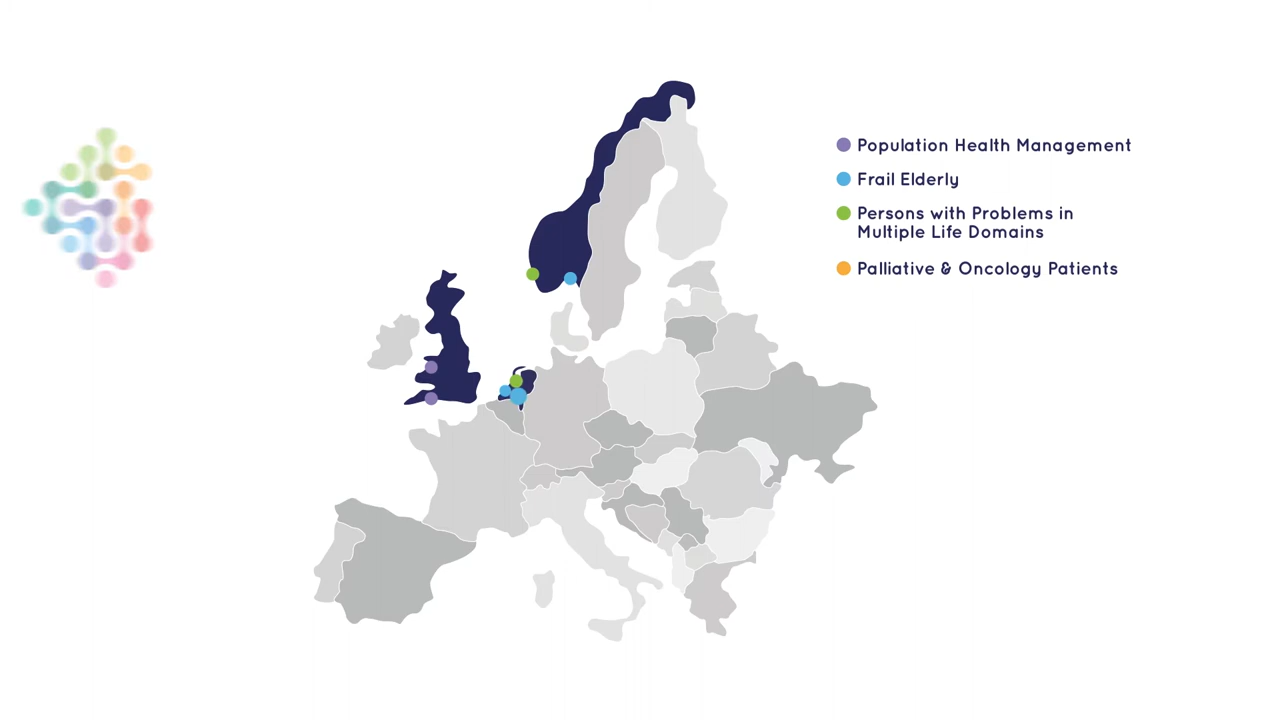 Population Health Management
Frail Elderly
Persons with Problems in
Multiple Life Domains
Palliative & Oncology Patients